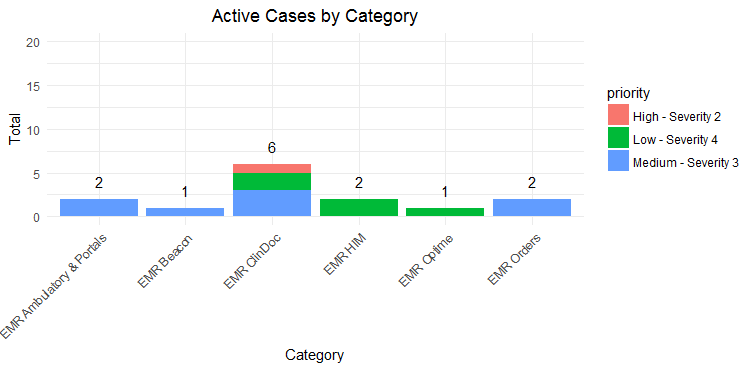 Active Cases by Category
Total
20
15
10
5
0
2
1
6
2
1
2
EMR Ambulatory & Portals
EMR Beacon
EMR ClinDoc
EMR HIM
EMR Optime
EMR Orders
Category
priority
High - Severity 2
Low - Severity 4
Medium - Severity 3